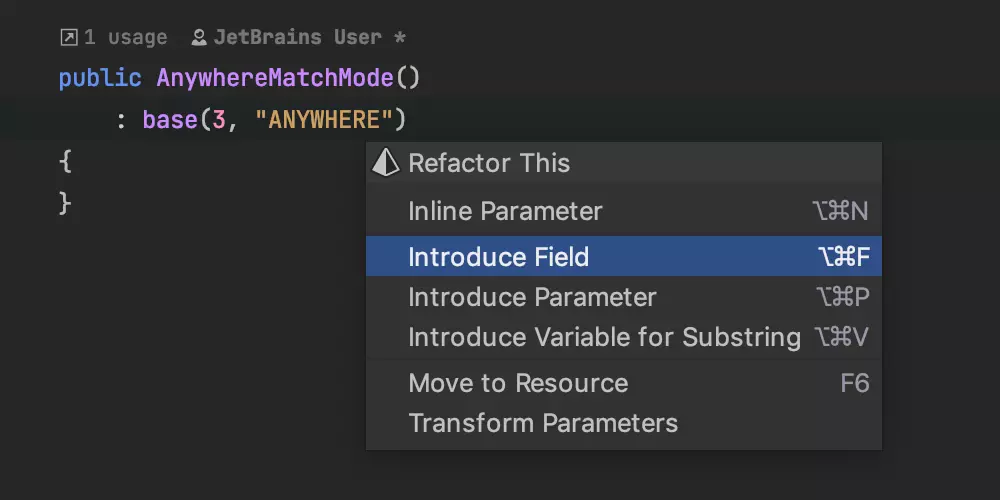 1 usage JetBrains User *
public AnywhereMatchMode()
: base(3, "ANYWHERE")
{
}
Refactor This
Inline Parameter ⌥⌘N
Introduce Field ⌥⌘F
Introduce Parameter ⌥⌘P
Introduce Variable for Substring ⌥⌘V
Move to Resource F6
Transform Parameters